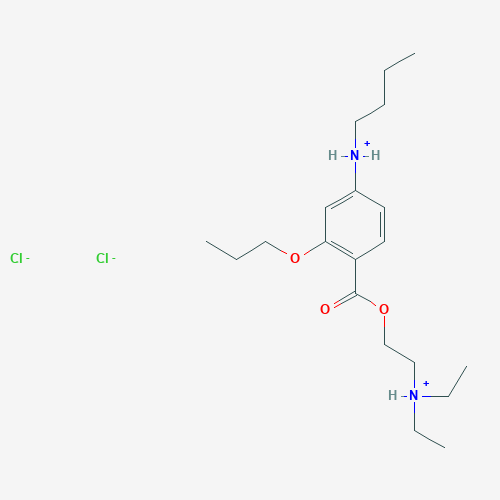 +
H N H
Cl - Cl -
O
O O
+
H N